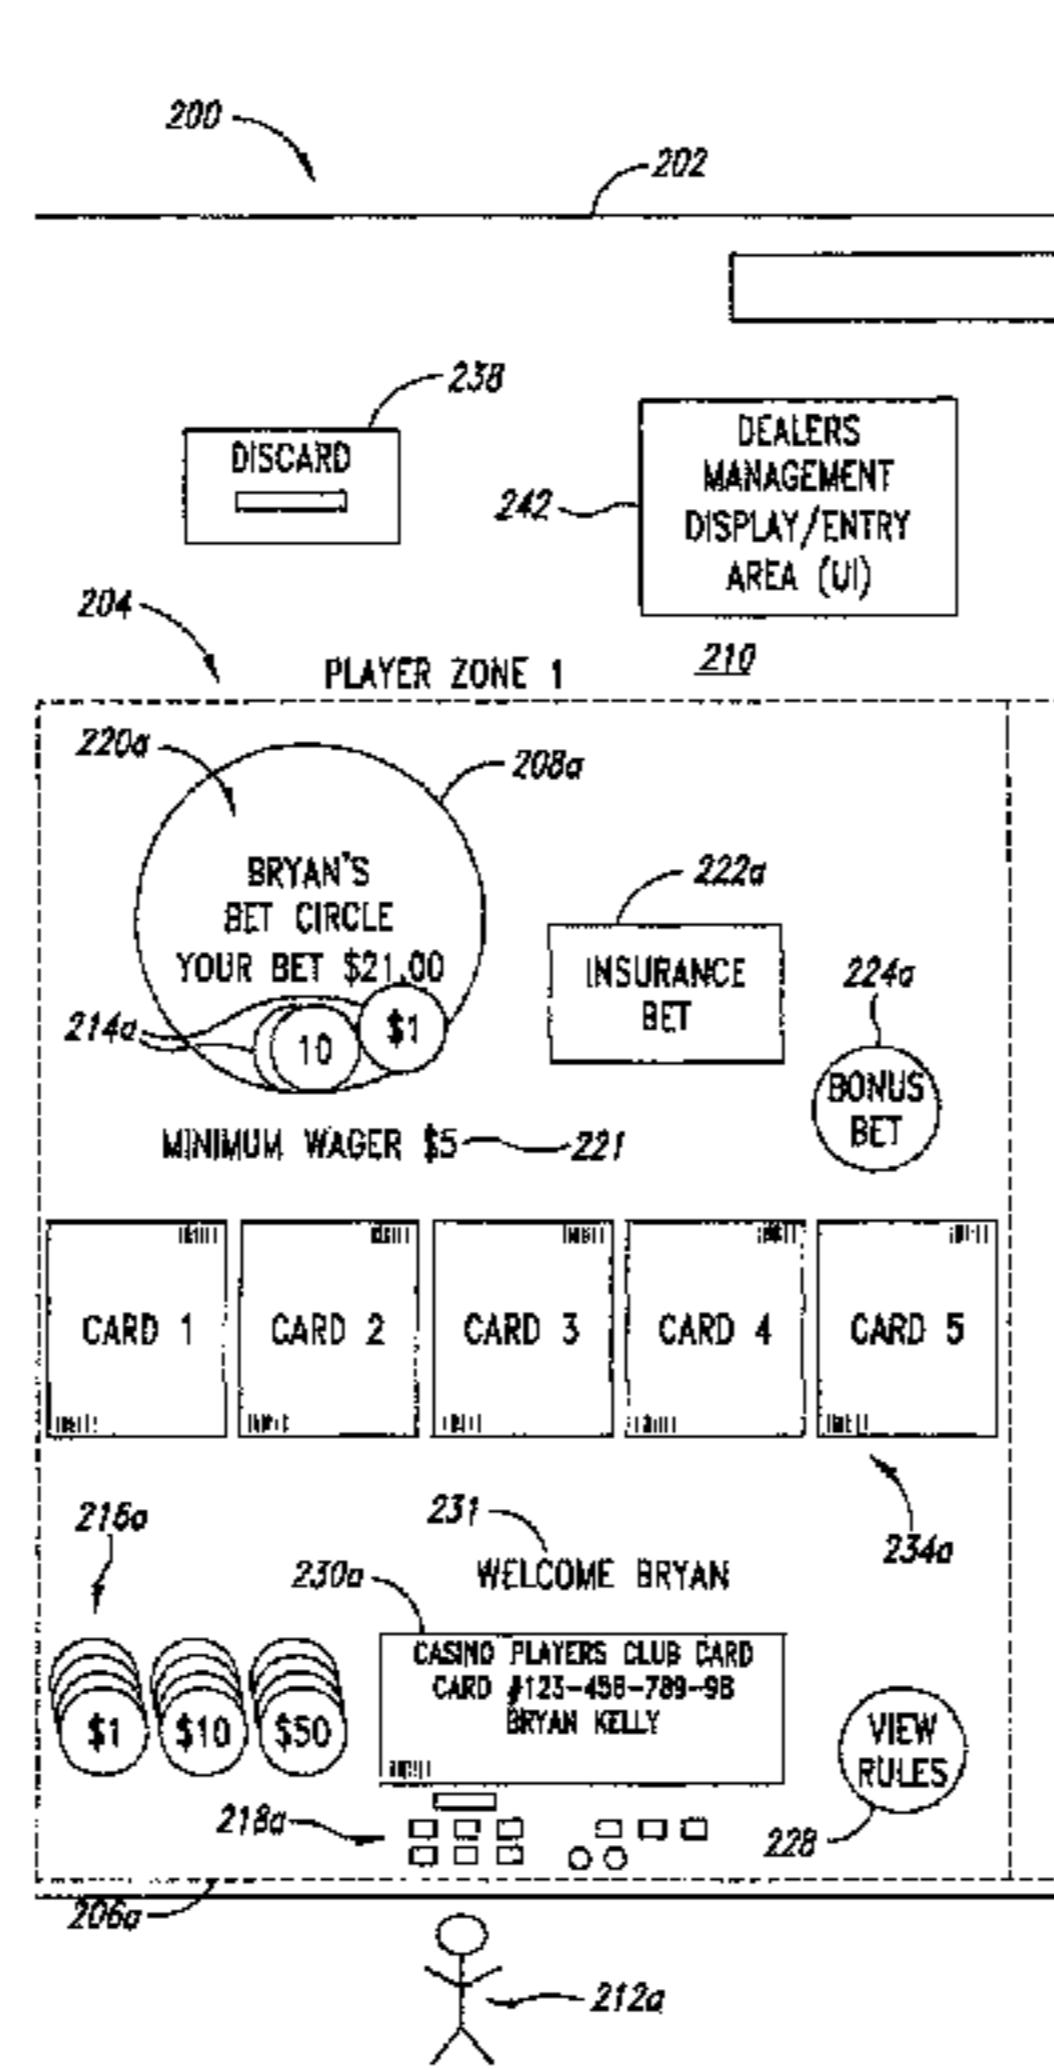 200
202
238
DISCARD
DEALERS
MANAGEMENT
DISPLAY/ENTRY
AREA (UI)
242
204
PLAYER ZONE 1
210
220a
208a
BRYAN'S
BET CIRCLE
YOUR BET $21.00
222a
INSURANCE
BET
224a
214a
10
$1
BONUS
BET
MINIMUM WAGER $5
221
CARD 1
CARD 2
CARD 3
CARD 4
CARD 5
216a
231
234a
230a
WELCOME BRYAN
CASINO PLAYERS CLUB CARD
CARD #123-456-789-98
BRYAN KELLY
$1
$10
$50
VIEW
RULES
218a
228
206a
212a